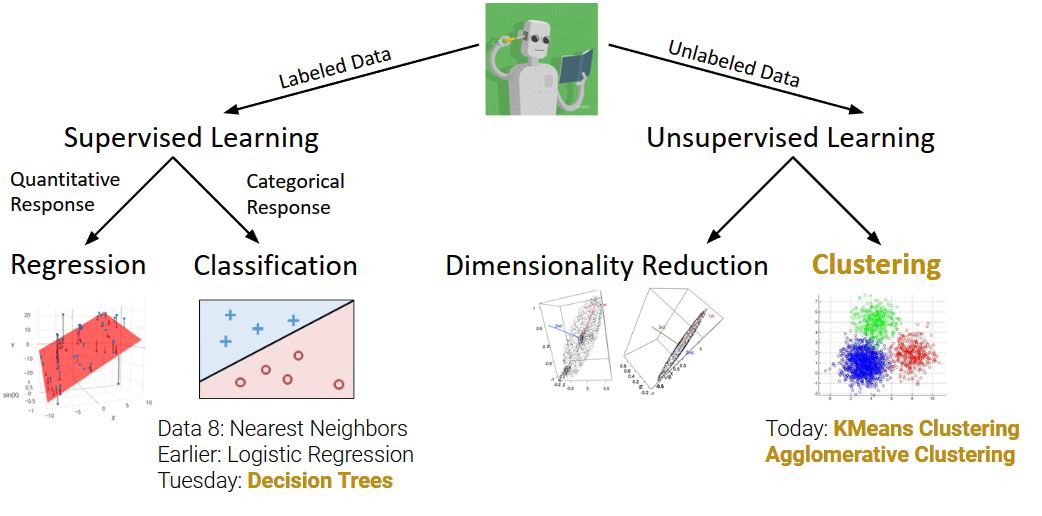 Labeled Data
Unlabeled Data
Supervised Learning
Unsupervised Learning
Quantitative
Response
Categorical
Response
Regression
Classification
Dimensionality Reduction
Clustering
Data 8: Nearest Neighbors
Earlier: Logistic Regression
Tuesday: Decision Trees
Today: KMeans Clustering
Agglomerative Clustering